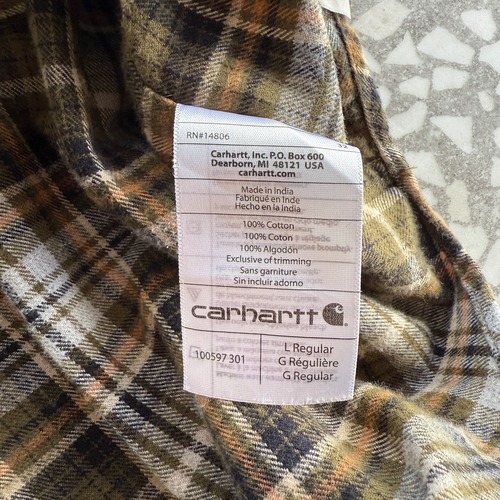 RN#14806
Carhartt, Inc. P.O. Box 600
Dearborn, MI 48121 USA
carhartt.com
Made in India
Fabriqué en Inde
Hecho en la India
100% Cotton
100% Coton
100% Algodón
Exclusive of trimming
Sans garniture
Sin incluir adorno
carhartt
100597 301
L Regular
G Régulière
G Regular